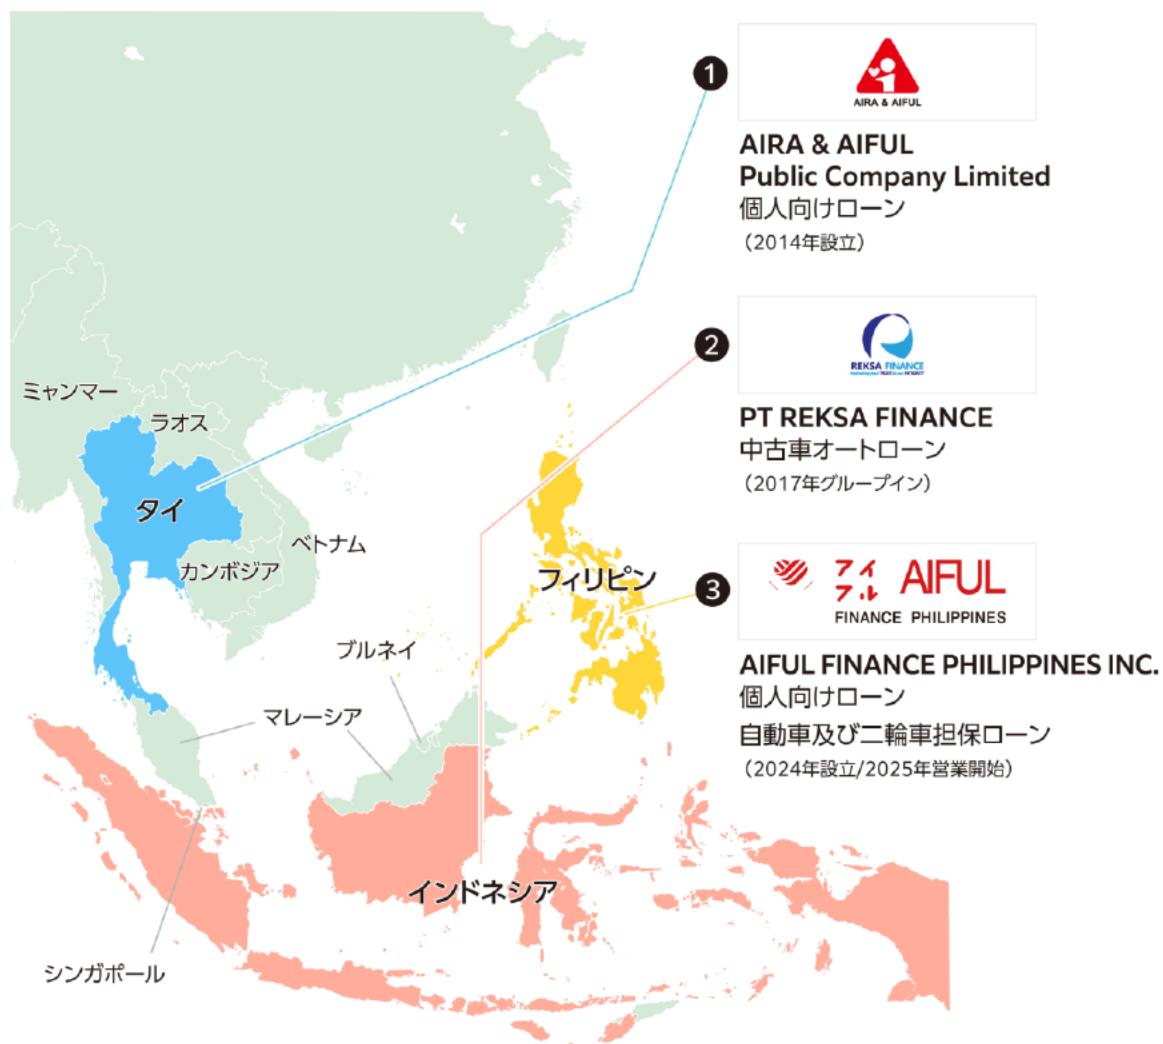 1
AIRA & AIFUL
AIRA & AIFUL
Public Company Limited
個人向けローン
（2014年設立）
2
REKSA FINANCE
PT REKSA FINANCE
中古車オートローン
（2017年グループイン）
3
アイフル AIFUL
FINANCE PHILIPPINES
AIFUL FINANCE PHILIPPINES INC.
個人向けローン
自動車及び二輪車担保ローン
（2024年設立/2025年営業開始）
ミャンマー
ラオス
タイ
ベトナム
カンボジア
フィリピン
ブルネイ
マレーシア
インドネシア
シンガポール